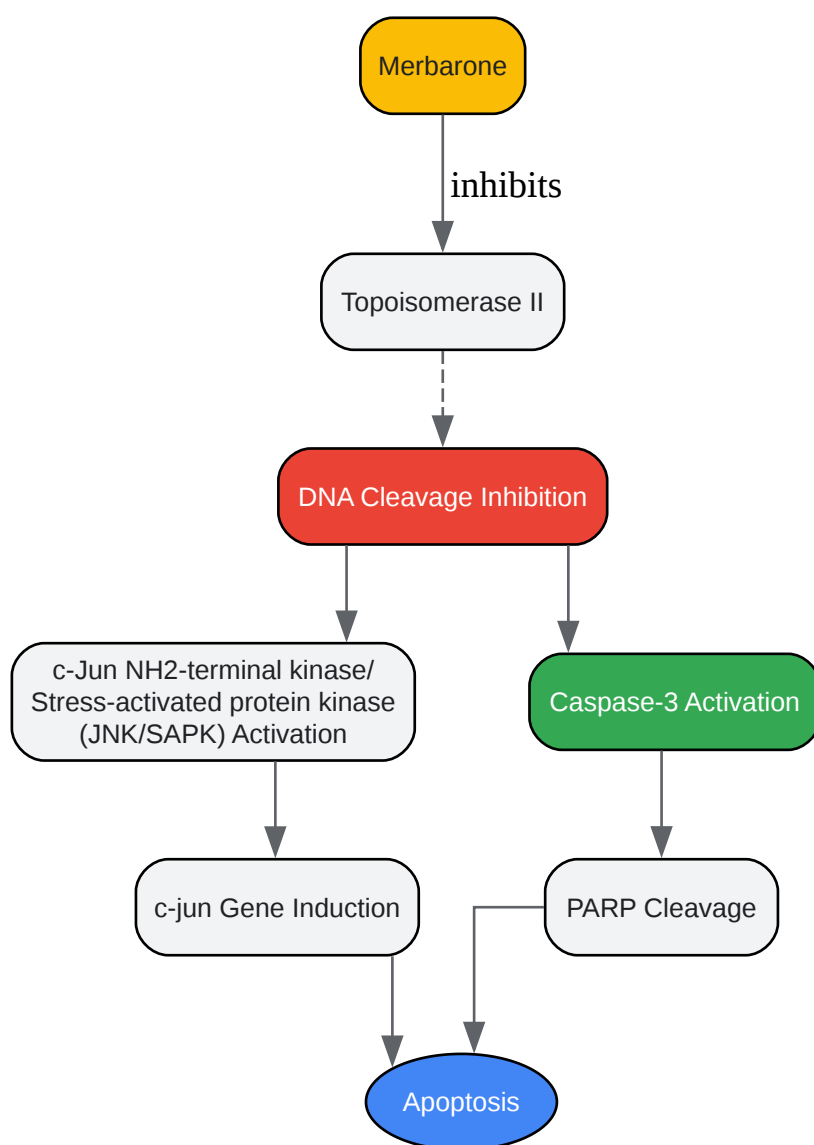 Merbarone
inhibits
Topoisomerase II
DNA Cleavage Inhibition
c-Jun NH2-terminal kinase/
Stress-activated protein kinase
(JNK/SAPK) Activation
Caspase-3 Activation
c-jun Gene Induction
PARP Cleavage
Apoptosis